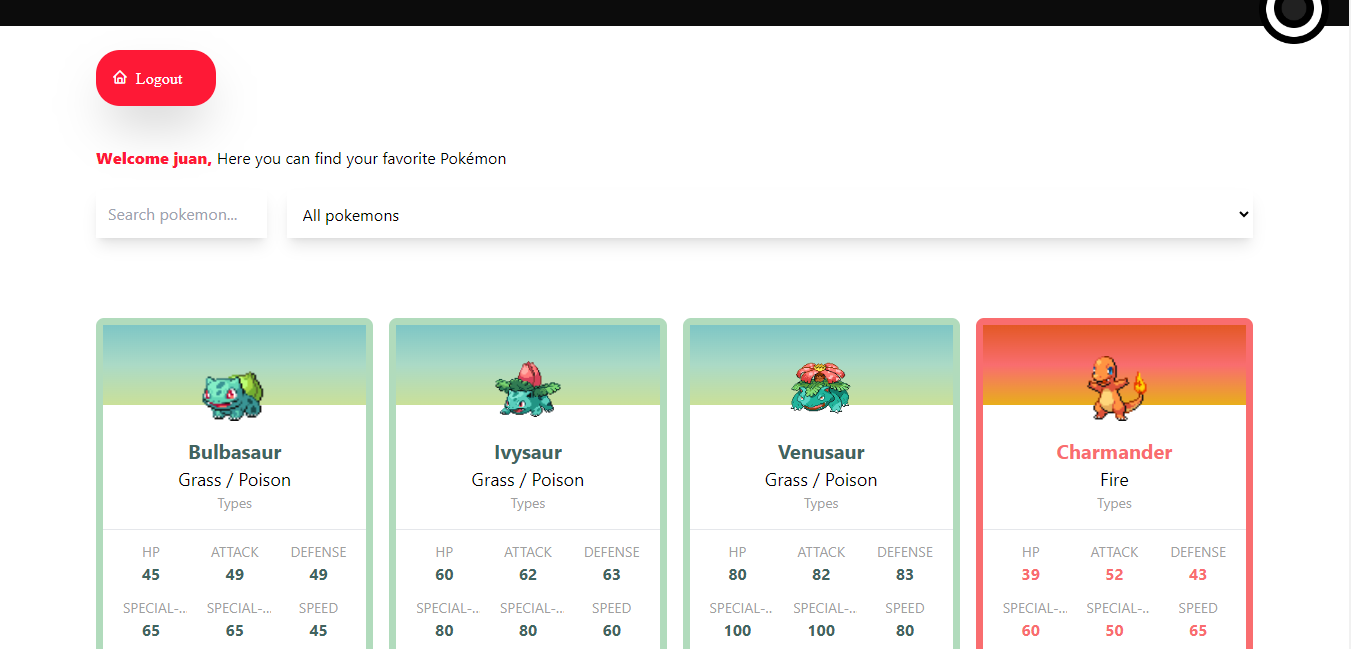 Logout
Welcome juan, Here you can find your favorite Pokémon
Search pokemon...
All pokemons
Bulbasaur
Grass / Poison
Types
HP ATTACK DEFENSE
45 49 49
SPECIAL-... SPECIAL-... SPEED
65 65 45
Ivysaur
Grass / Poison
Types
HP ATTACK DEFENSE
60 62 63
SPECIAL-... SPECIAL-... SPEED
80 80 60
Venusaur
Grass / Poison
Types
HP ATTACK DEFENSE
80 82 83
SPECIAL-... SPECIAL-... SPEED
100 100 80
Charmander
Fire
Types
HP ATTACK DEFENSE
39 52 43
SPECIAL-... SPECIAL-... SPEED
60 50 65